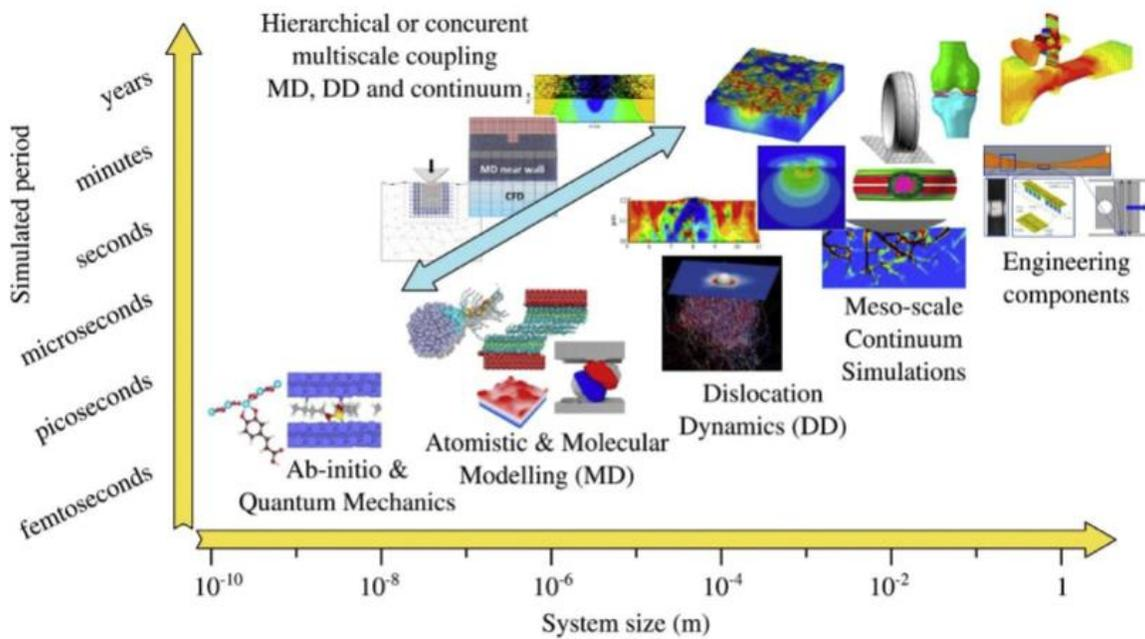 Hierarchical or concurent
multiscale coupling
MD, DD and continuum
years
minutes
seconds
microseconds
picoseconds
femtoseconds
Simulated period
MD near wall
CFD
Engineering
components
Meso-scale
Continuum
Simulations
Dislocation
Dynamics (DD)
Atomistic & Molecular
Modelling (MD)
Ab-initio &
Quantum Mechanics
10-10
10-8
10-6
10-4
10-2
1
System size (m)